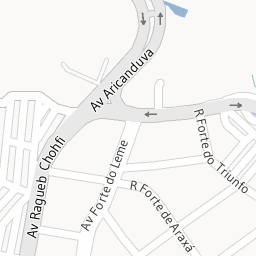 Av Aricanduva
Av Ragueb Chohfi
Av Forte do Leme
R Forte do Triunfo
R Forte de Araxá